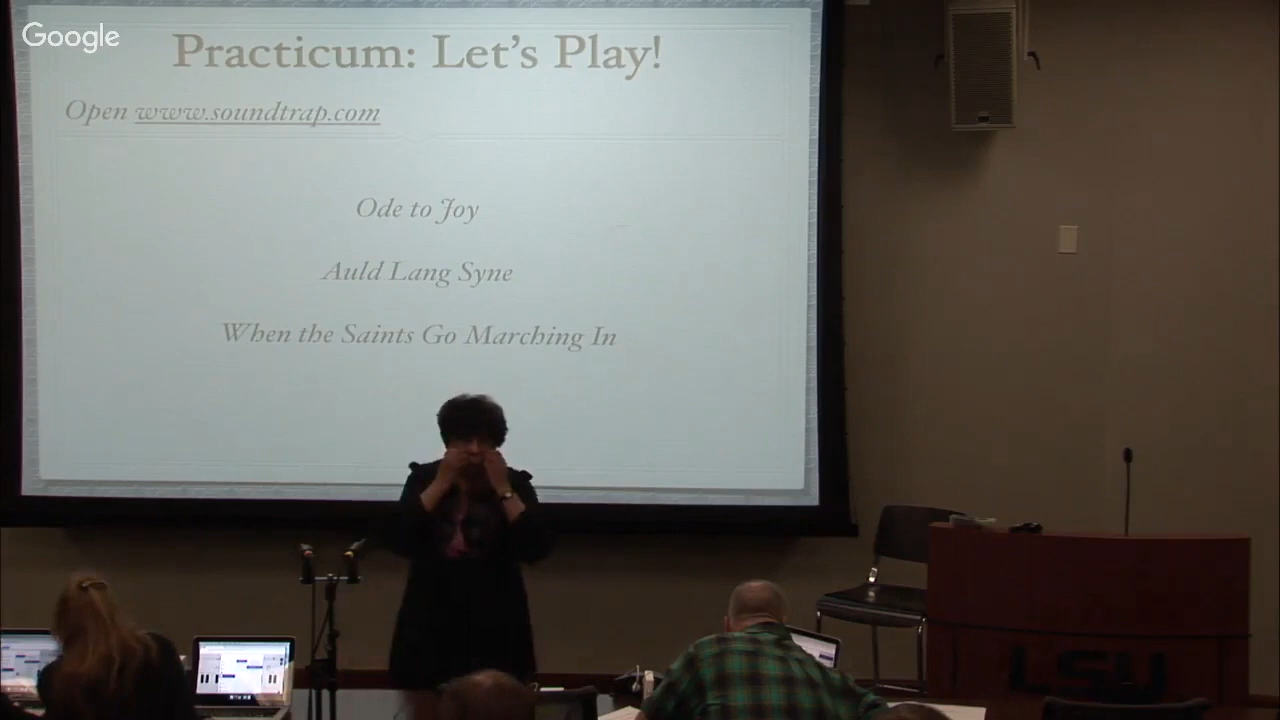 Google
Practicum: Let's Play!
Open www.soundtrap.com
Ode to Joy
Auld Lang Syne
When the Saints Go Marching In
LSU